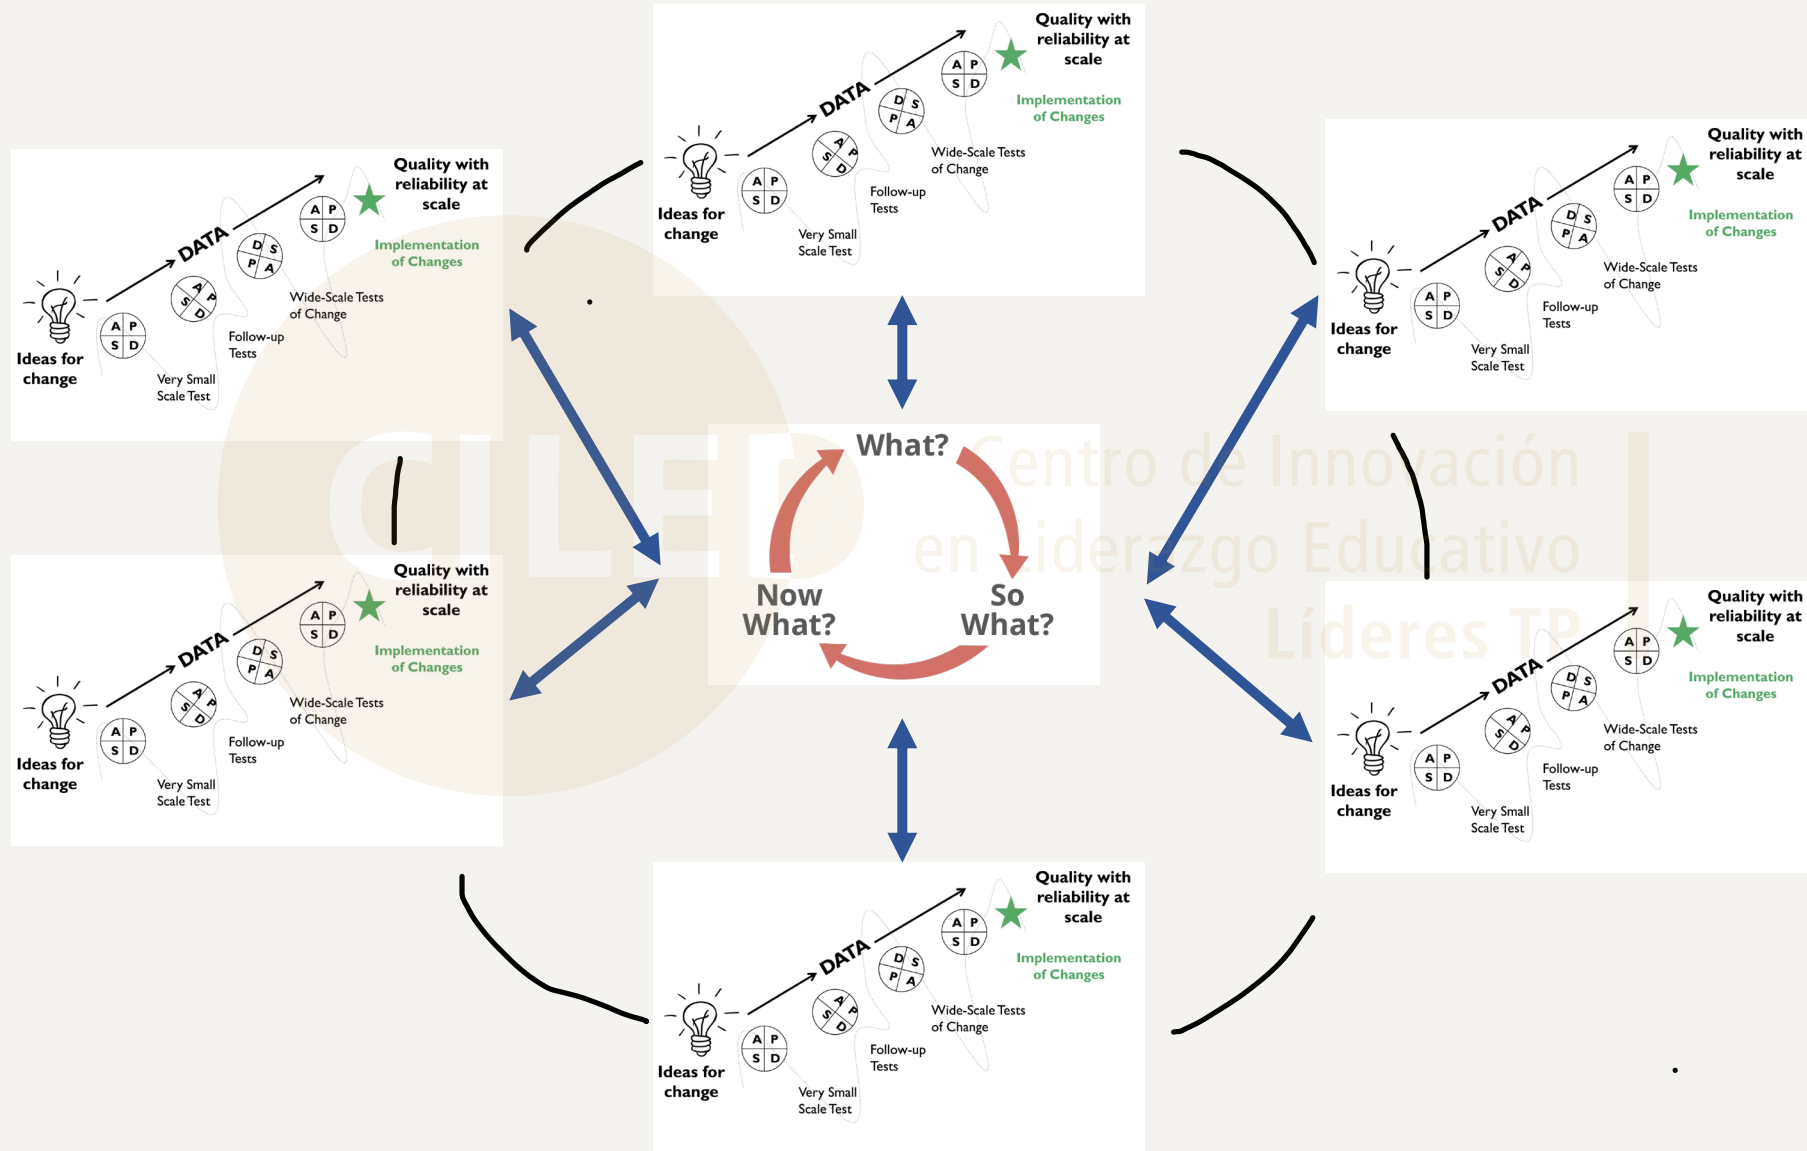 Quality with
reliability at
scale
Implementation
of Changes
DATA
A P
S D
D S
P A
A P
S D
A P
S D
Wide-Scale Tests
of Change
Follow-up
Tests
Very Small
Scale Test
Ideas for
change
Quality with
reliability at
scale
Implementation
of Changes
DATA
A P
S D
D S
P A
A P
S D
A P
S D
Wide-Scale Tests
of Change
Follow-up
Tests
Very Small
Scale Test
Ideas for
change
Quality with
reliability at
scale
Implementation
of Changes
DATA
A P
S D
D S
P A
A P
S D
A P
S D
Wide-Scale Tests
of Change
Follow-up
Tests
Very Small
Scale Test
Ideas for
change
What?
So
What?
Now
What?
CILED
Centro de Innovación
en Liderazgo Educativo
Líderes TP
Quality with
reliability at
scale
Implementation
of Changes
DATA
A P
S D
D S
P A
A P
S D
A P
S D
Wide-Scale Tests
of Change
Follow-up
Tests
Very Small
Scale Test
Ideas for
change
Quality with
reliability at
scale
Implementation
of Changes
DATA
A P
S D
D S
P A
A P
S D
A P
S D
Wide-Scale Tests
of Change
Follow-up
Tests
Very Small
Scale Test
Ideas for
change
Quality with
reliability at
scale
Implementation
of Changes
DATA
A P
S D
D S
P A
A P
S D
A P
S D
Wide-Scale Tests
of Change
Follow-up
Tests
Very Small
Scale Test
Ideas for
change